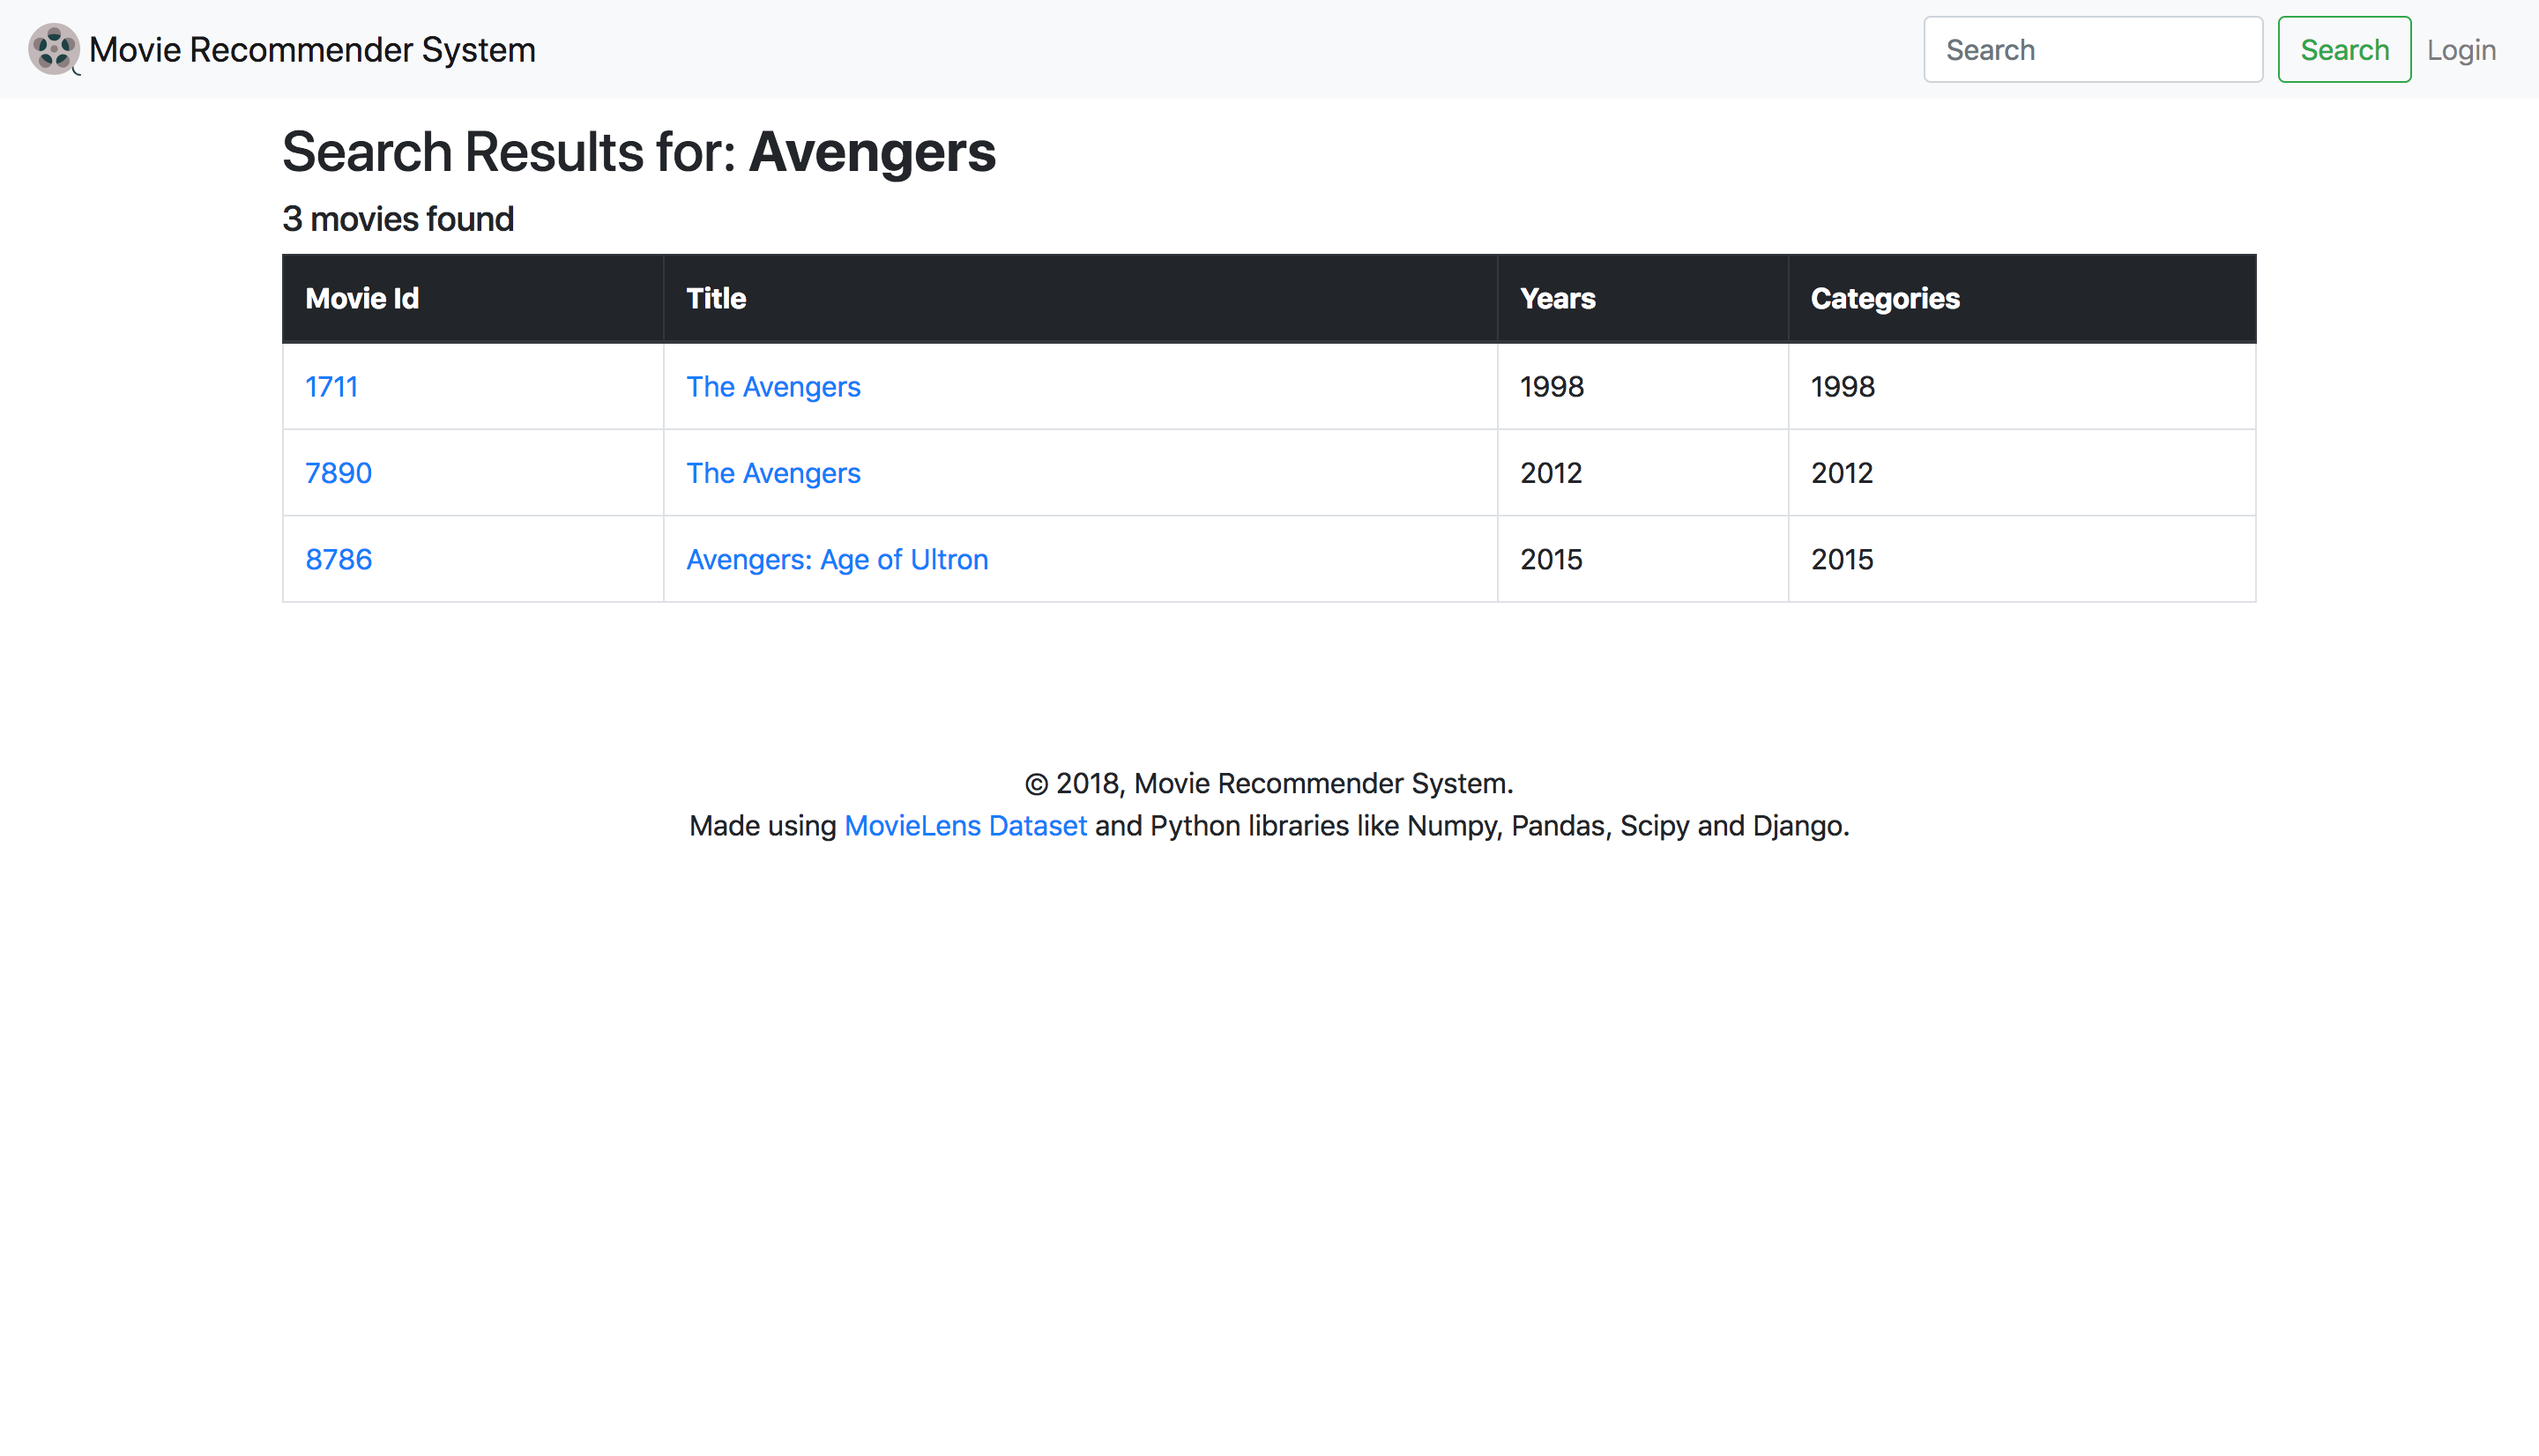 Movie Recommender System Search Search Login
Search Results for: Avengers
3 movies found
Movie Id Title Years Categories
1711 The Avengers 1998 1998
7890 The Avengers 2012 2012
8786 Avengers: Age of Ultron 2015 2015
© 2018, Movie Recommender System.
Made using MovieLens Dataset and Python libraries like Numpy, Pandas, Scipy and Django.